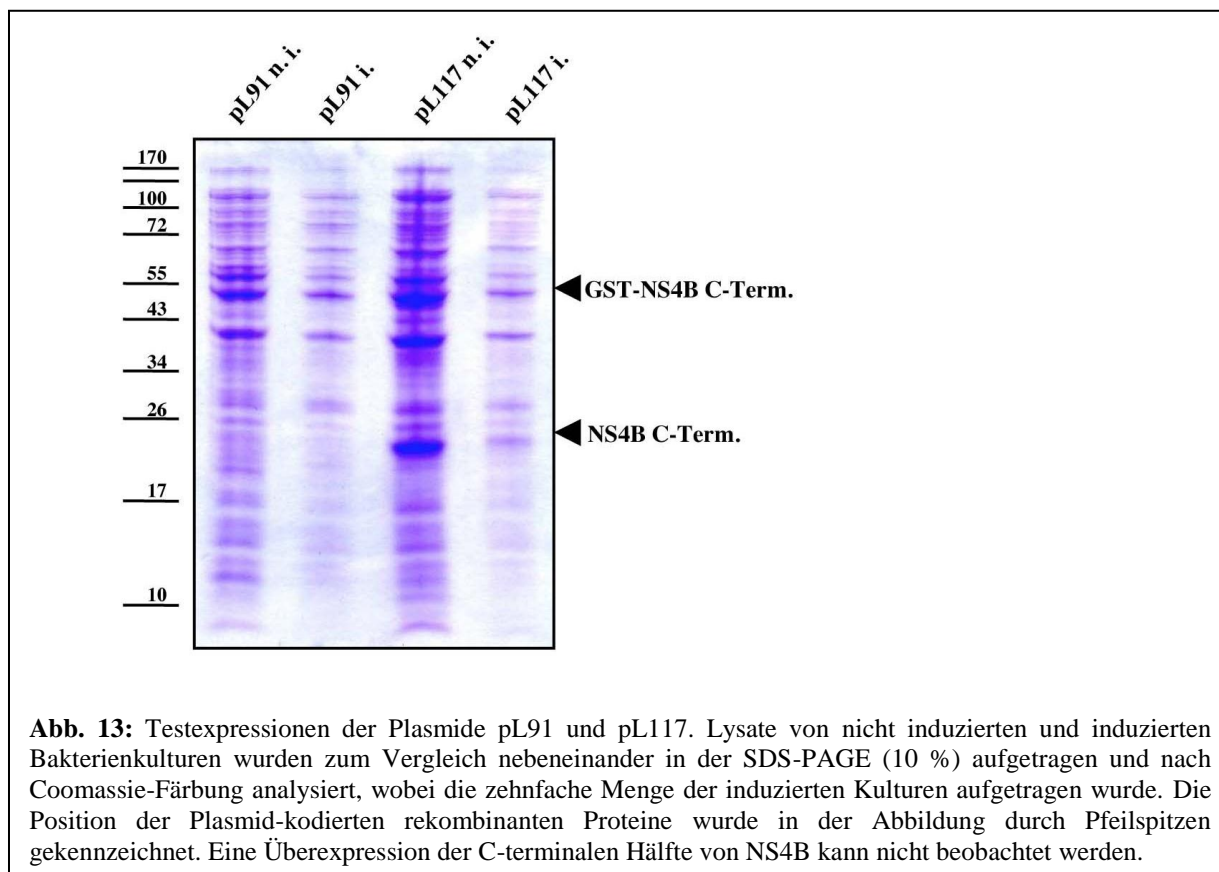 pL91 n. i.
pL91 i.
pL117 n. i.
pL117 i.
170
100
72
55
43
34
26
17
10
GST-NS4B C-Term.
NS4B C-Term.
Abb. 13: Testexpressionen der Plasmide pL91 und pL117. Lysate von nicht induzierten und induzierten
Bakterienkulturen wurden zum Vergleich nebeneinander in der SDS-PAGE (10 %) aufgetragen und nach
Coomassie-Färbung analysiert, wobei die zehnfache Menge der induzierten Kulturen aufgetragen wurde. Die
Position der Plasmid-kodierten rekombinanten Proteine wurde in der Abbildung durch Pfeilspitzen
gekennzeichnet. Eine Überexpression der C-terminalen Hälfte von NS4B kann nicht beobachtet werden.